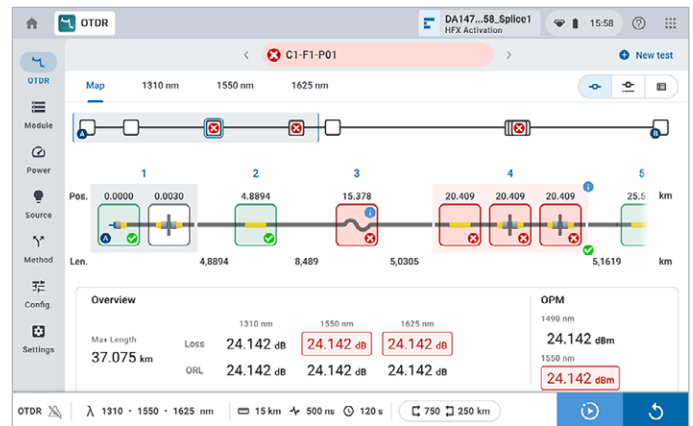 OTDR
DA147...58_Splice1
HFX Activation
15:58
C1-F1-P01
New test
OTDR
Module
Power
Source
Method
Config.
Settings
Map 1310 nm 1550 nm 1625 nm
A B
1 2 3 4 5
Pos. 0.0000 0.0030 4.8894 15.378 20.409 20.409 20.409 25.5 km
A
Len. 4,8894 8,489 5,0305 5,1619 km
Overview
1310 nm 1550 nm 1625 nm
Max Length
37.075 km
Loss 24.142 dB 24.142 dB 24.142 dB
ORL 24.142 dB 24.142 dB 24.142 dB
OPM
1490 nm
24.142 dBm
1550 nm
24.142 dBm
OTDR λ 1310 · 1550 · 1625 nm 15 km 500 ns 120 s 750 250 km